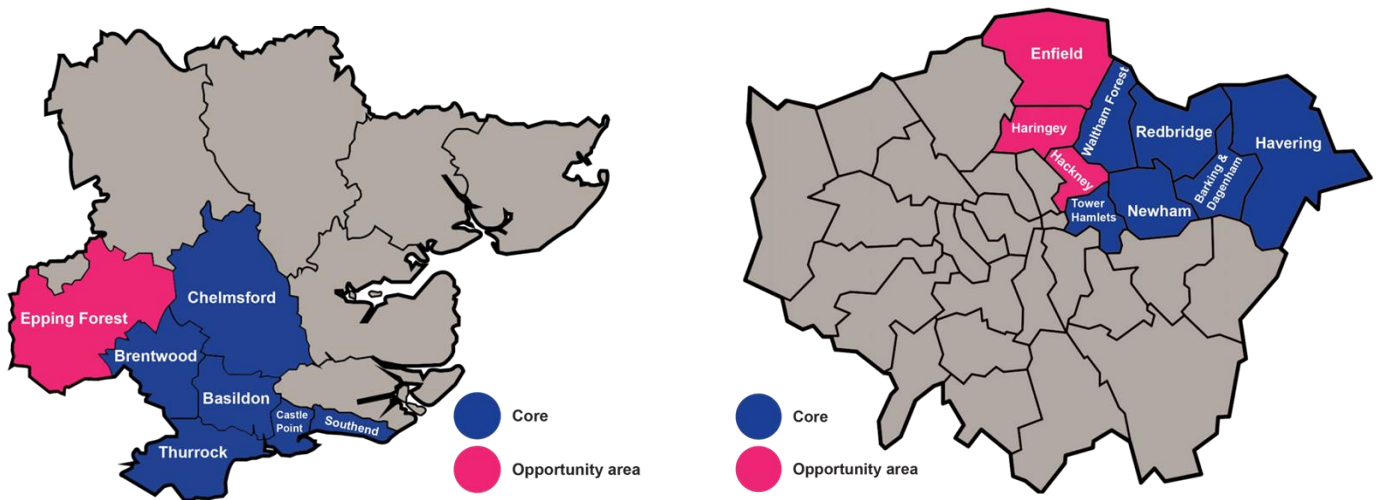 Chelmsford
Epping Forest
Brentwood
Basildon
Castle
Point
Southend
Thurrock
Core
Opportunity area
Enfield
Haringey
Waltham Forest
Redbridge
Havering
Hackney
Barking &
Dagenham
Tower
Hamlets
Newham
Core
Opportunity area